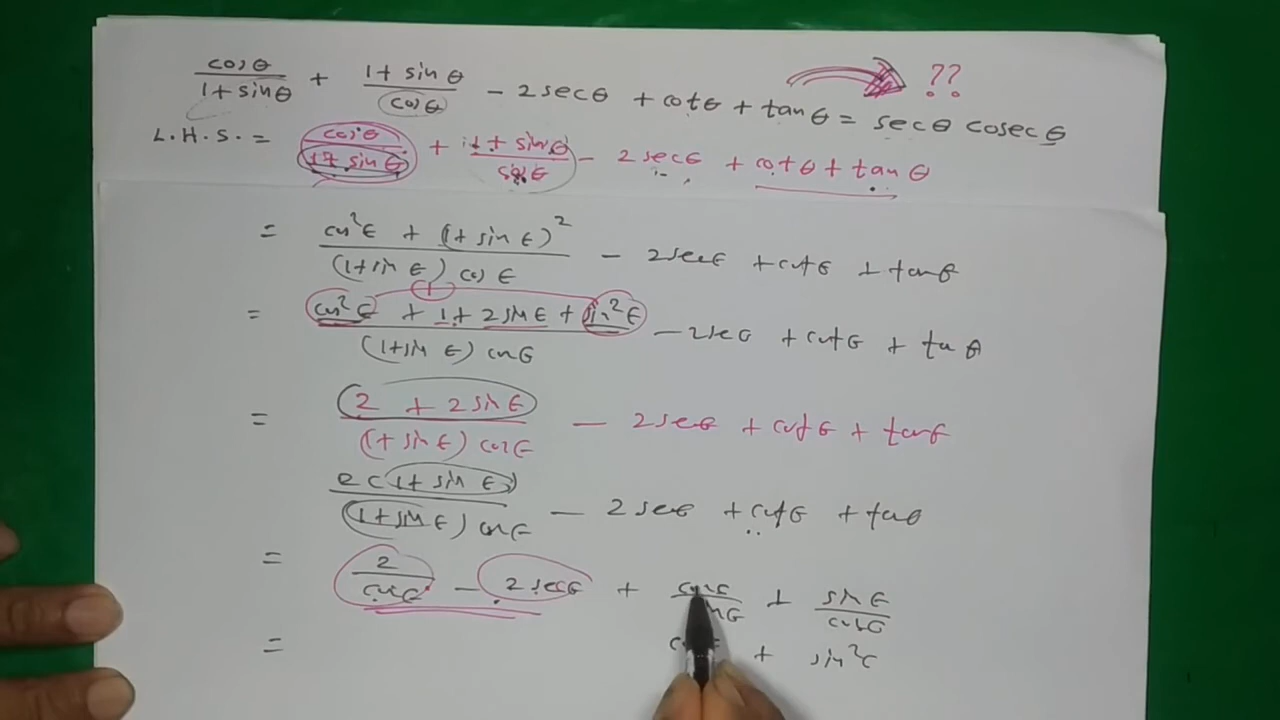 cosθ/1+sinθ + 1+sinθ/cosθ - 2secθ + cotθ + tanθ = secθ cosecθ ??
L.H.S. = cosθ/1+sinθ + 1+sinθ/cosθ - 2secθ + cotθ + tanθ
= cos²θ + (1+sinθ)²/(1+sinθ)cosθ - 2secθ + cotθ + tanθ
= cos²θ + 1 + 2sinθ + sin²θ/(1+sinθ)cosθ - 2secθ + cotθ + tanθ
= 2 + 2sinθ/(1+sinθ)cosθ - 2secθ + cotθ + tanθ
2(1+sinθ)/(1+sinθ)cosθ - 2secθ + cotθ + tanθ
= 2/cosθ - 2secθ + cosθ/sinθ + sinθ/cosθ
= + sin²θ